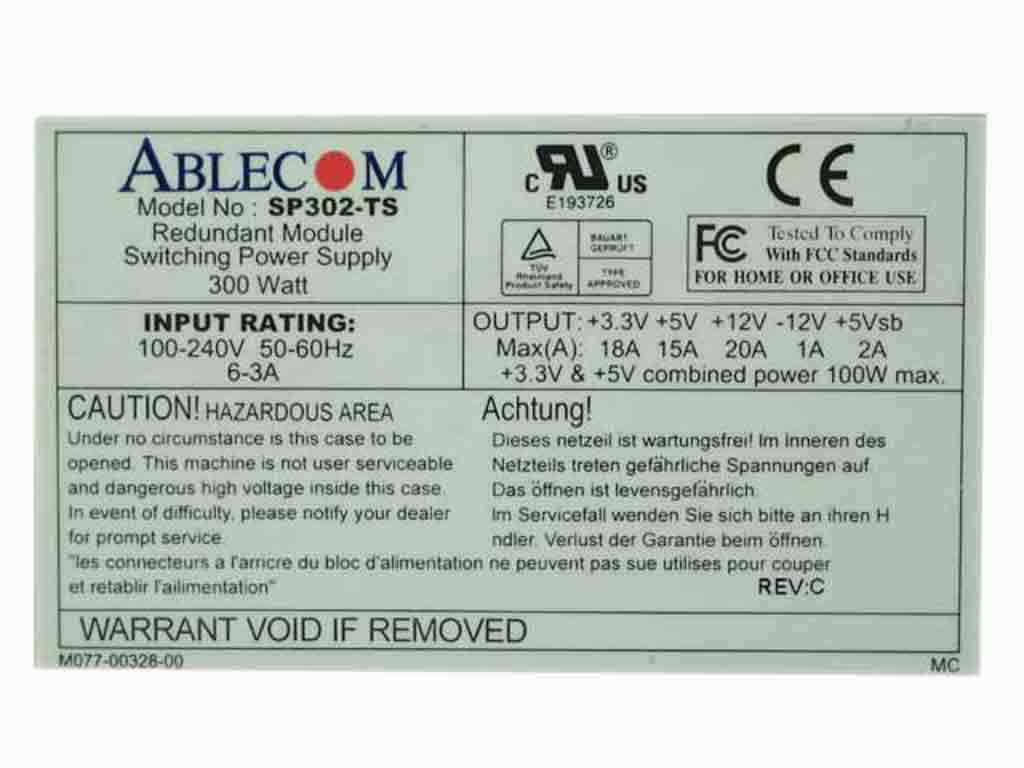 ABLECOM
Model No : SP302-TS
Redundant Module
Switching Power Supply
300 Watt
C RU ® US
E193726
TÜV
Rheinland
Product Safety
BAUART
GEPRÜFT
TYPE
APPROVED
CE
FC Tested To Comply
With FCC Standards
FOR HOME OR OFFICE USE
INPUT RATING:
100-240V 50-60Hz
6-3A
OUTPUT: +3.3V +5V +12V -12V +5Vsb
Max(A): 18A 15A 20A 1A 2A
+3.3V & +5V combined power 100W max.
CAUTION! HAZARDOUS AREA
Under no circumstance is this case to be
opened. This machine is not user serviceable
and dangerous high voltage inside this case.
In event of difficulty, please notify your dealer
for prompt service.
Achtung!
Dieses netzeil ist wartungsfrei! Im Inneren des
Netzteils treten gefährliche Spannungen auf.
Das öffnen ist levensgefährlich.
Im Servicefall wenden Sie sich bitte an ihren H
ndler. Verlust der Garantie beim öffnen.
"les connecteurs a l'arricre du bloc d'alimentation ne peuvent pas sue utilises pour couper
et retablir l'ailimentation"
REV:C
WARRANT VOID IF REMOVED
M077-00328-00
MC